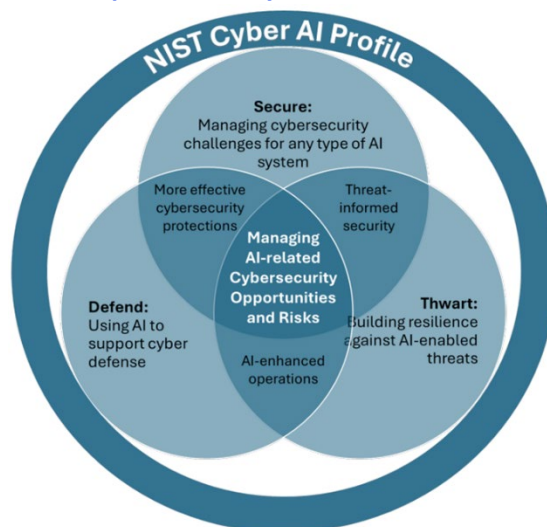 NIST Cyber AI Profile
Secure:
Managing cybersecurity
challenges for any type of AI
system
More effective
cybersecurity
protections
Threat-
informed
security
Managing
AI-related
Cybersecurity
Opportunities
and Risks
Defend:
Using AI to
support cyber
defense
Thwart:
Building resilience
against AI-enabled
threats
AI-enhanced
operations